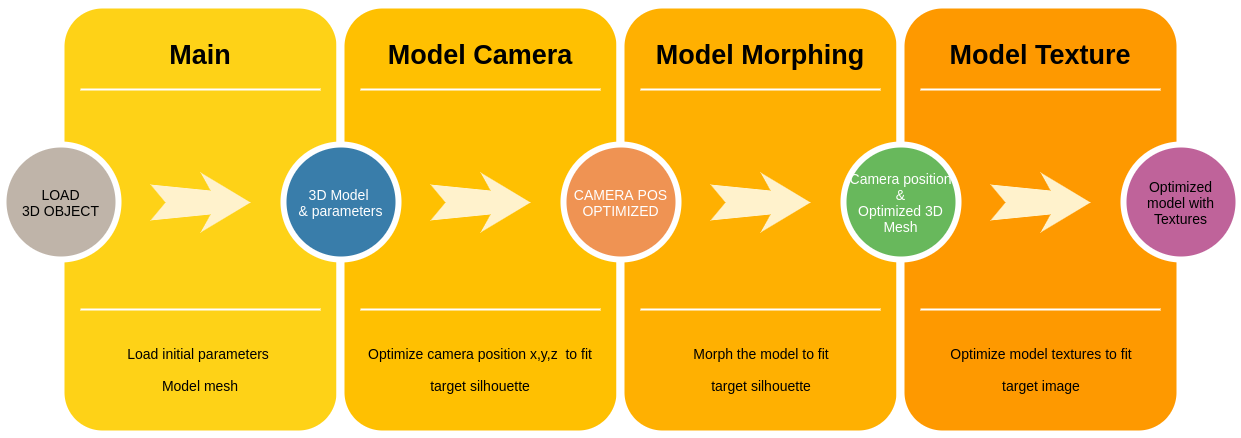 Main
Model Camera
Model Morphing
Model Texture
LOAD
3D OBJECT
3D Model
& parameters
CAMERA POS
OPTIMIZED
Camera position
&
Optimized 3D
Mesh
Optimized
model with
Textures
Load initial parameters
Model mesh
Optimize camera position x,y,z  to fit
target silhouette
Morph the model to fit
target silhouette
Optimize model textures to fit
target image